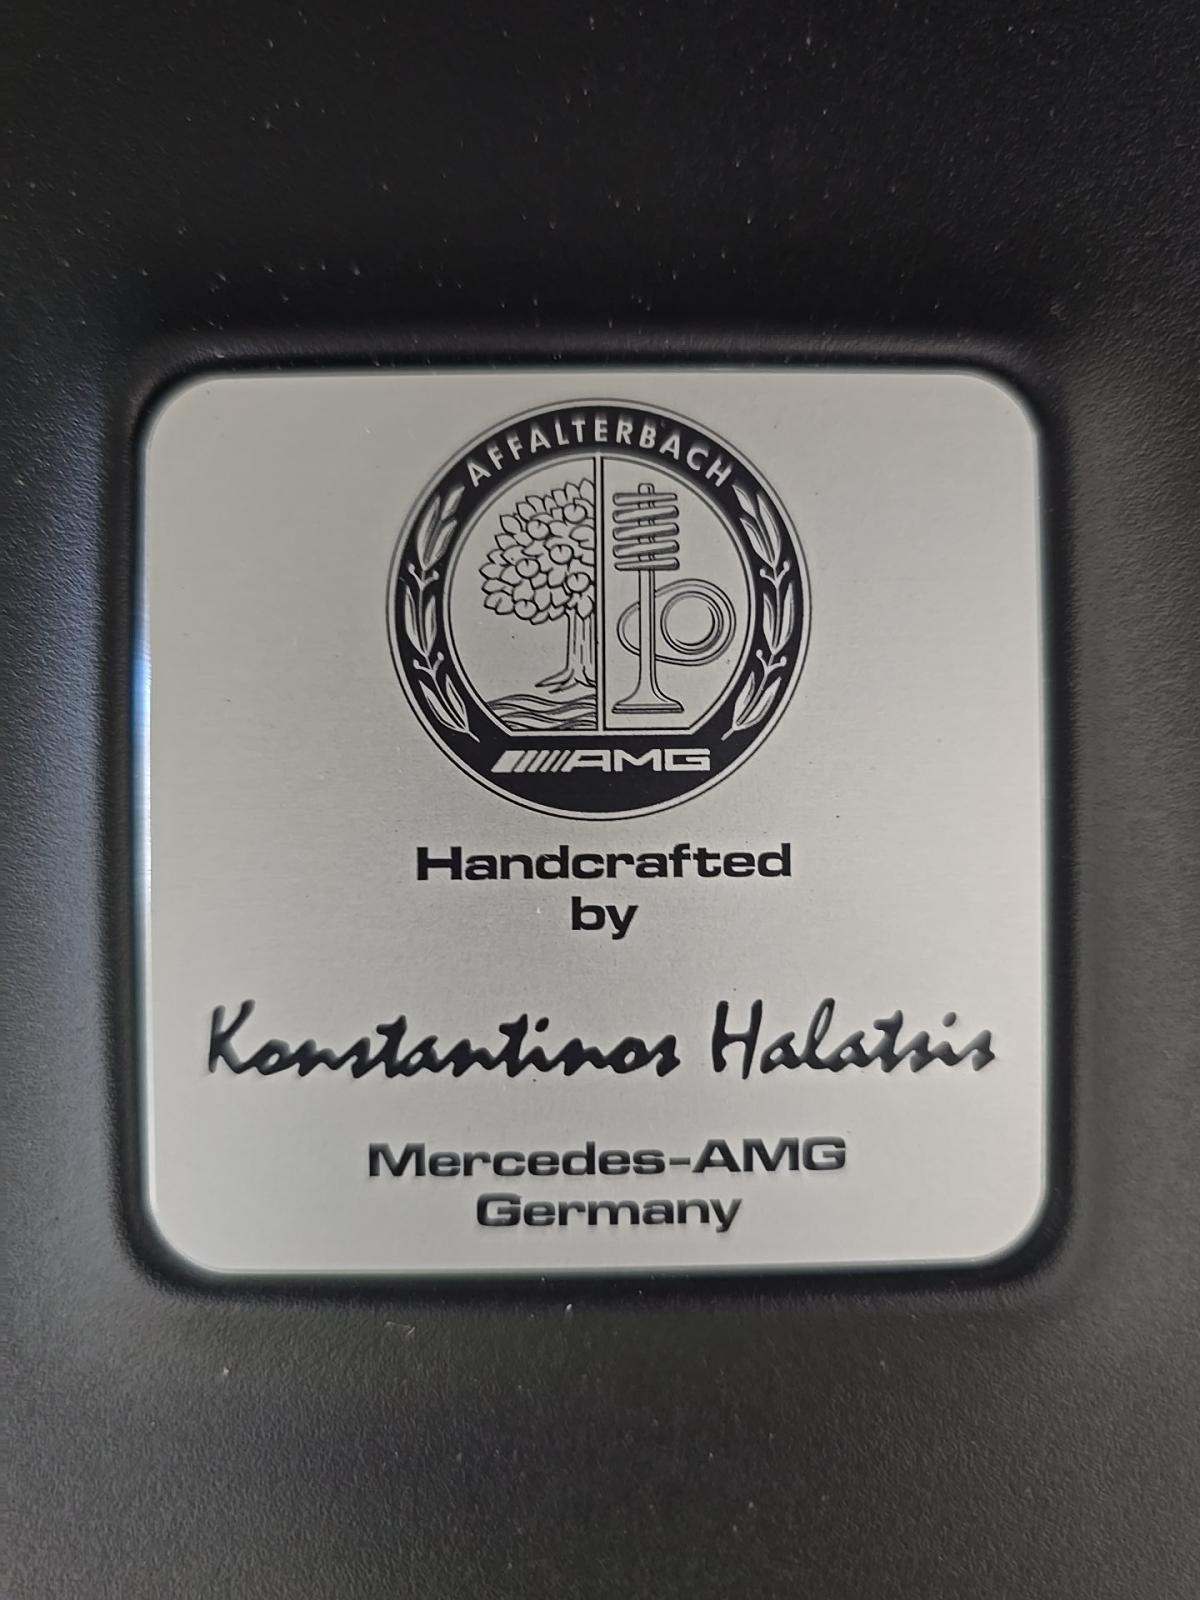 AFFALTERBACH
AMG
Handcrafted
by
Konstantinos Halatsis
Mercedes-AMG
Germany